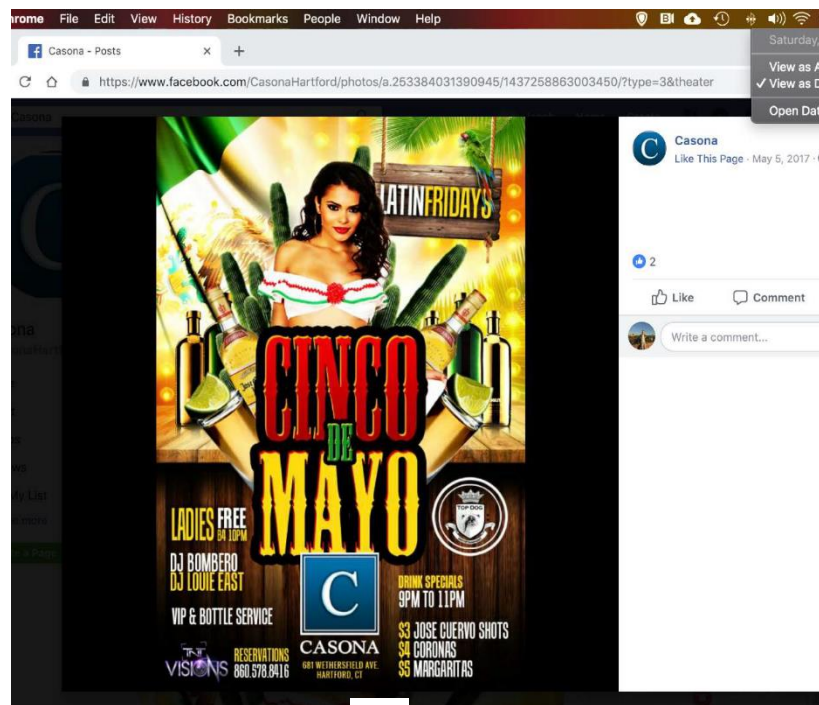 rome File Edit View History Bookmarks People Window Help
Casona - Posts
https://www.facebook.com/CasonaHartford/photos/a.253384031390945/1437258863003450/?type=3&theater
Saturday,
View as A
✓ View as D
Open Dat
Casona
Like This Page · May 5, 2017 ·
2
Like Comment
Write a comment...
LATINFRIDAYS
CINCO
DE
MAYO
LADIES FREE
B4 10PM
TOP DOG
DJ BOMBERO
DJ LOUIE EAST
VIP & BOTTLE SERVICE
TNT
VISIONS
RESERVATIONS
860.578.8416
C
CASONA
681 WETHERSFIELD AVE.
HARTFORD, CT
DRINK SPECIALS
9PM TO 11PM
$3 JOSE CUERVO SHOTS
$4 CORONAS
$5 MARGARITAS
My List